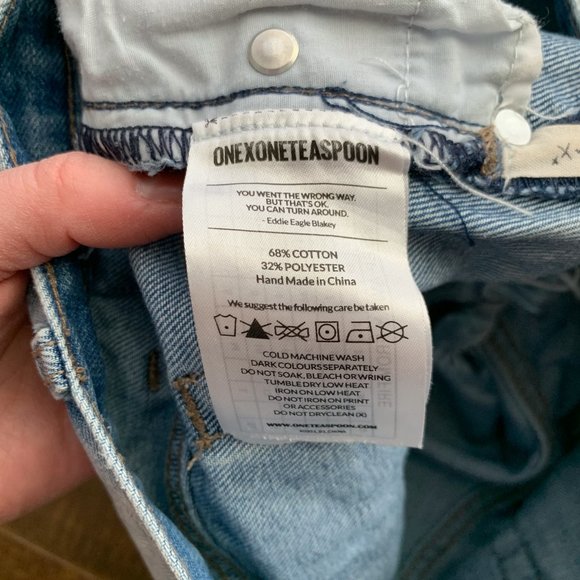 ONEXONETEASPOON
YOU WENT THE WRONG WAY.
BUT THAT'S OK.
YOU CAN TURN AROUND.
- Eddie Eagle Blakey
68% COTTON
32% POLYESTER
Hand Made in China
We suggest the following care be taken
COLD MACHINE WASH
DARK COLOURS SEPARATELY
DO NOT SOAK, BLEACH OR WRING
TUMBLE DRY LOW HEAT
IRON ON LOW HEAT
DO NOT IRON ON PRINT
OR ACCESSORIES
DO NOT DRYCLEAN (X)
WWW.ONETEASPOON.COM